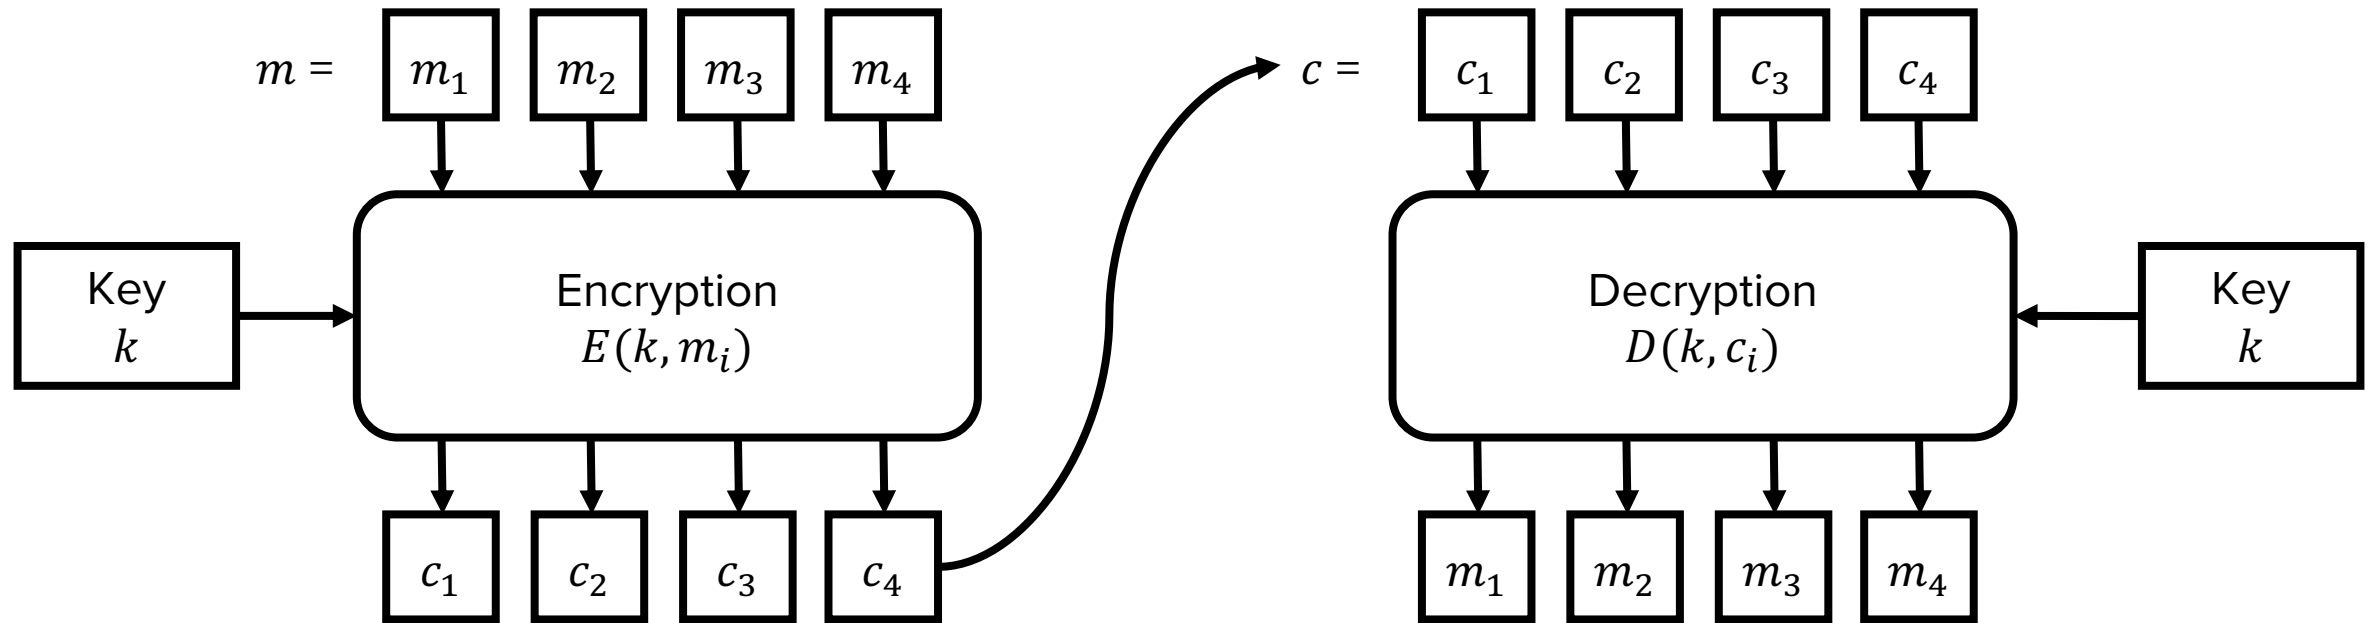 m = m₁ m₂ m₃ m₄
c = c₁ c₂ c₃ c₄
Key
k
Encryption
E(k, mᵢ)
Decryption
D(k, cᵢ)
Key
k
c₁ c₂ c₃ c₄
m₁ m₂ m₃ m₄